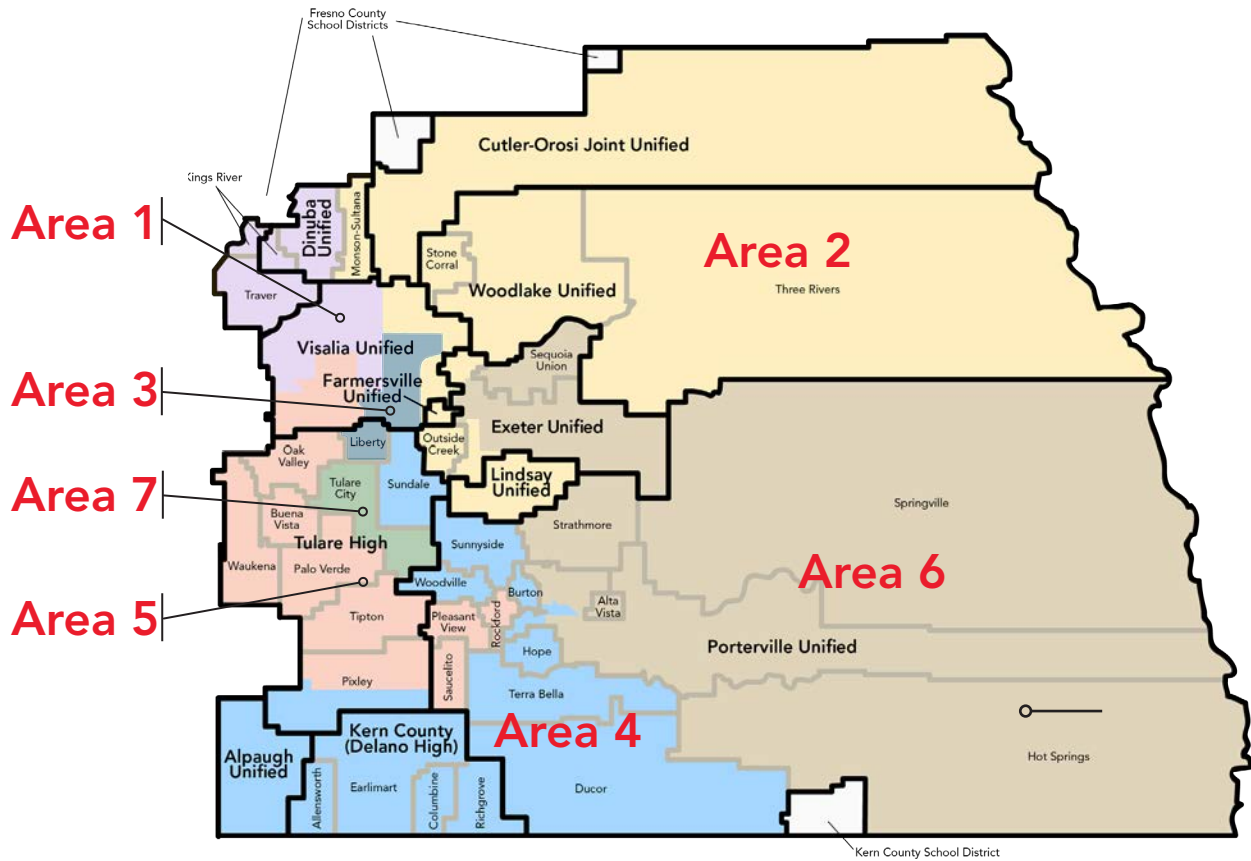 Fresno County
School Districts
Cutler-Orosi Joint Unified
Kings River
Dinuba
Unified
Monson-Sultana
Area 1
Area 2
Stone
Corral
Three Rivers
Woodlake Unified
Traver
Visalia Unified
Sequoia
Union
Area 3
Farmersville
Unified
Exeter Unified
Liberty
Outside
Creek
Oak
Valley
Lindsay
Unified
Area 7
Tulare
City
Sundale
Springville
Buena
Vista
Strathmore
Tulare High
Sunnyside
Waukena
Palo Verde
Area 6
Woodville
Burton
Area 5
Alta
Vista
Tipton
Pleasant
View
Rockford
Porterville Unified
Hope
Pixley
Saucelito
Terra Bella
Area 4
Kern County
(Delano High)
Alpaugh
Unified
Hot Springs
Allensworth
Earlimart
Columbine
Richgrove
Ducor
Kern County School District